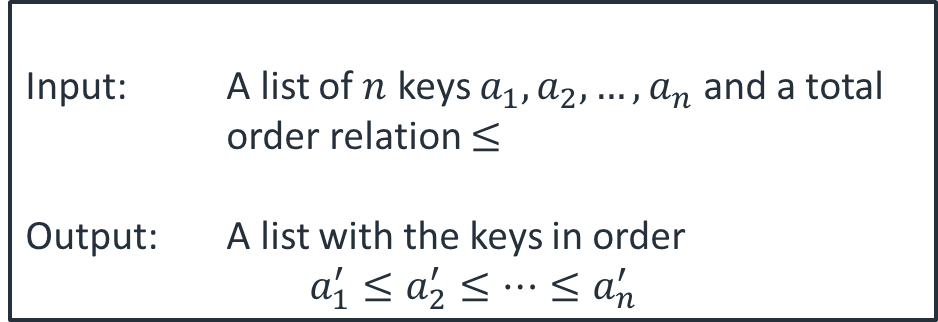 Input: A list of n keys a₁, a₂, … , aₙ and a total
order relation ≤
Output: A list with the keys in order
a′₁ ≤ a′₂ ≤ ⋯ ≤ a′ₙ